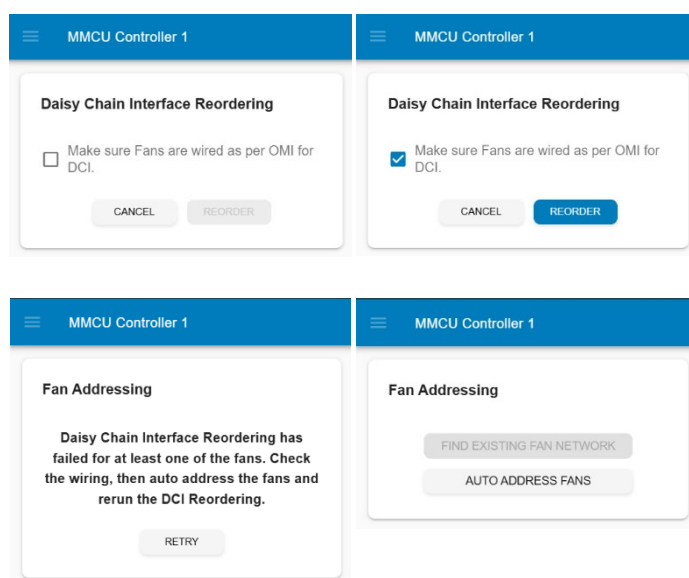 MMCU Controller 1
Daisy Chain Interface Reordering
Make sure Fans are wired as per OMI for
DCI.
CANCEL
REORDER
MMCU Controller 1
Daisy Chain Interface Reordering
Make sure Fans are wired as per OMI for
DCI.
CANCEL
REORDER
MMCU Controller 1
Fan Addressing
Daisy Chain Interface Reordering has
failed for at least one of the fans. Check
the wiring, then auto address the fans and
rerun the DCI Reordering.
RETRY
MMCU Controller 1
Fan Addressing
FIND EXISTING FAN NETWORK
AUTO ADDRESS FANS